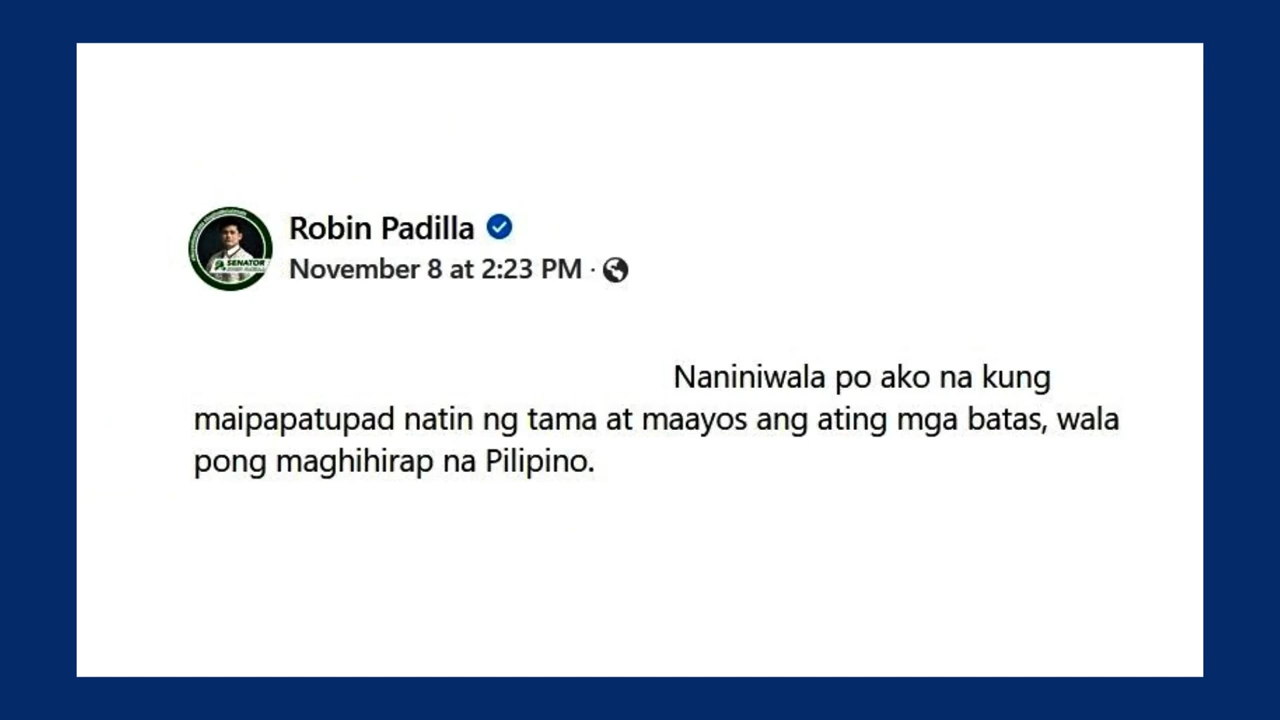 Robin Padilla
November 8 at 2:23 PM ·
SENATOR
Naniniwala po ako na kung
maipapatupad natin ng tama at maayos ang ating mga batas, wala
pong maghihirap na Pilipino.